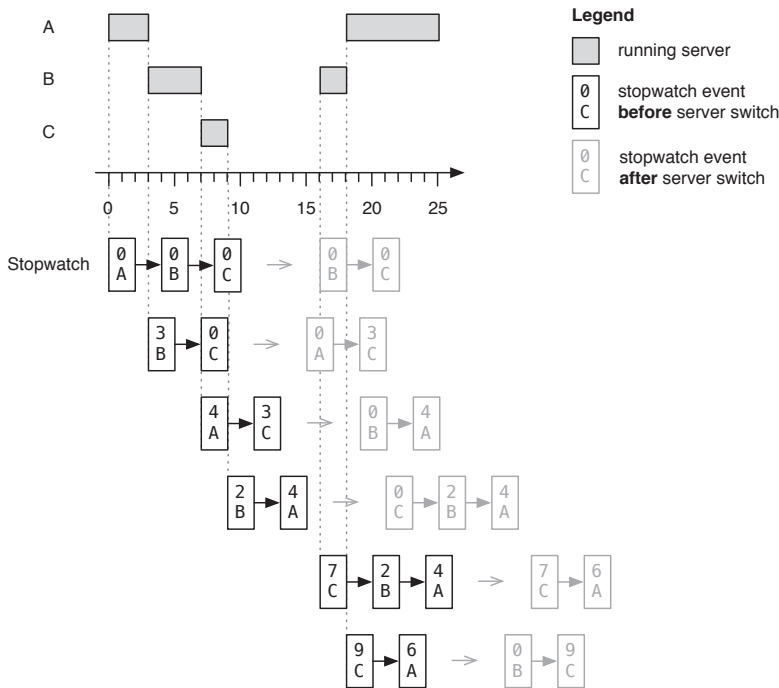 Legend
A
running server
B
0 C
stopwatch event
before server switch
C
0 C
stopwatch event
after server switch
0 5 10 15 20 25
Stopwatch
0 0 0 0 0
A B C B C
3 0 0 3
B C A C
4 3 0 4
A C B A
2 4 0 2 4
B A C B A
7 2 4 7 6
C B A C A
9 6 0 9
C A B C